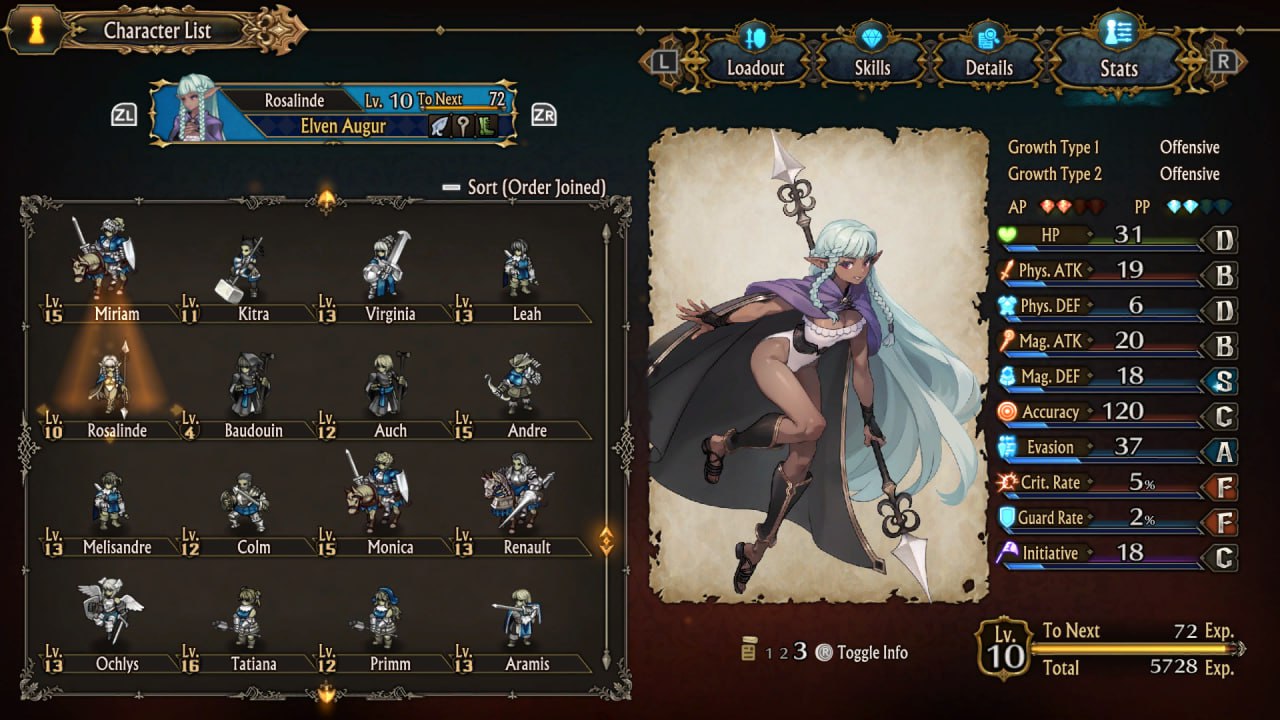 Character List
L
Loadout
Skills
Details
Stats
R
ZL
Rosalinde
Lv. 10 To Next 72
Elven Augur
ZR
Sort (Order Joined)
Lv. 15 Miriam
Lv. 11 Kitra
Lv. 13 Virginia
Lv. 13 Leah
Lv. 10 Rosalinde
Lv. 4 Baudouin
Lv. 12 Auch
Lv. 15 Andre
Lv. 13 Melisandre
Lv. 12 Colm
Lv. 15 Monica
Lv. 13 Renault
Lv. 13 Ochlys
Lv. 16 Tatiana
Lv. 12 Primm
Lv. 13 Aramis
Growth Type 1 Offensive
Growth Type 2 Offensive
AP PP
HP 31 D
Phys. ATK 19 B
Phys. DEF 6 D
Mag. ATK 20 B
Mag. DEF 18 S
Accuracy 120 C
Evasion 37 A
Crit. Rate 5% F
Guard Rate 2% F
Initiative 18 C
1 2 3 R Toggle Info
Lv. 10
To Next 72 Exp.
Total 5728 Exp.